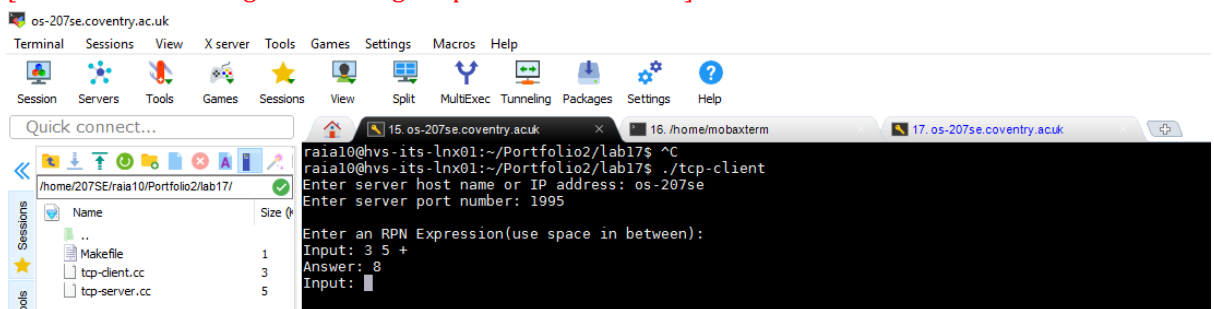 os-207se.coventry.ac.uk
Terminal Sessions View X server Tools Games Settings Macros Help
Session Servers Tools Games Sessions View Split MultiExec Tunneling Packages Settings Help
Quick connect...
15. os-207se.coventry.ac.uk
16. /home/mobaxterm
17. os-207se.coventry.ac.uk
/home/207SE/raia10/Portfolio2/lab17/
Name Size (K
..
Makefile 1
tcp-client.cc 3
tcp-server.cc 5
Sessions
ools
raia10@hvs-its-lnx01:~/Portfolio2/lab17$ ^C
raia10@hvs-its-lnx01:~/Portfolio2/lab17$ ./tcp-client
Enter server host name or IP address: os-207se
Enter server port number: 1995
Enter an RPN Expression(use space in between):
Input: 3 5 +
Answer: 8
Input: